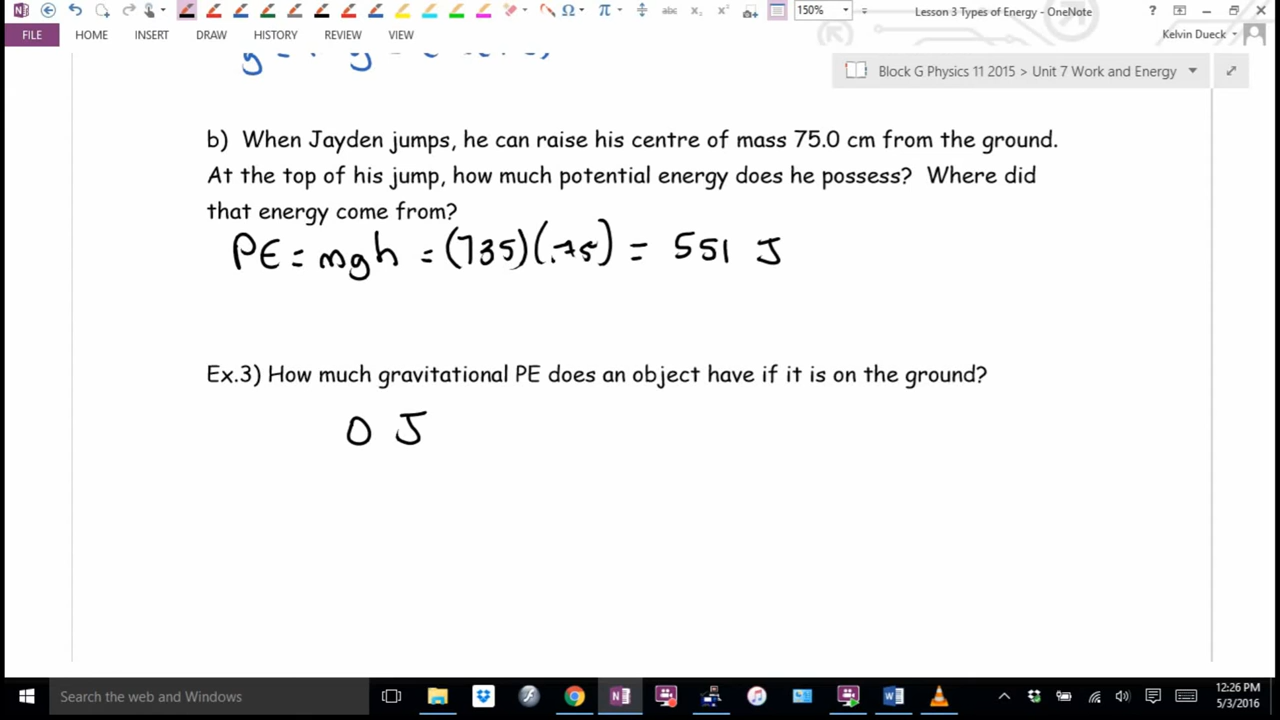 150%
Lesson 3 Types of Energy - OneNote
?
FILE HOME INSERT DRAW HISTORY REVIEW VIEW
Kelvin Dueck
Block G Physics 11 2015 > Unit 7 Work and Energy
b) When Jayden jumps, he can raise his centre of mass 75.0 cm from the ground.
At the top of his jump, how much potential energy does he possess? Where did
that energy come from?
PE = mgh = (735)(.75) = 551 J
Ex.3) How much gravitational PE does an object have if it is on the ground?
0 J
Search the web and Windows
12:26 PM
5/3/2016